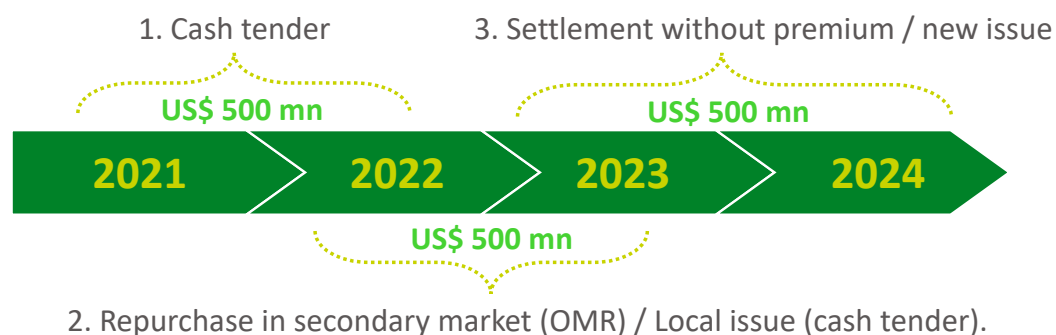 1. Cash tender
3. Settlement without premium / new issue
US$ 500 mn
US$ 500 mn
2021
2022
2023
2024
US$ 500 mn
2. Repurchase in secondary market (OMR) / Local issue (cash tender).